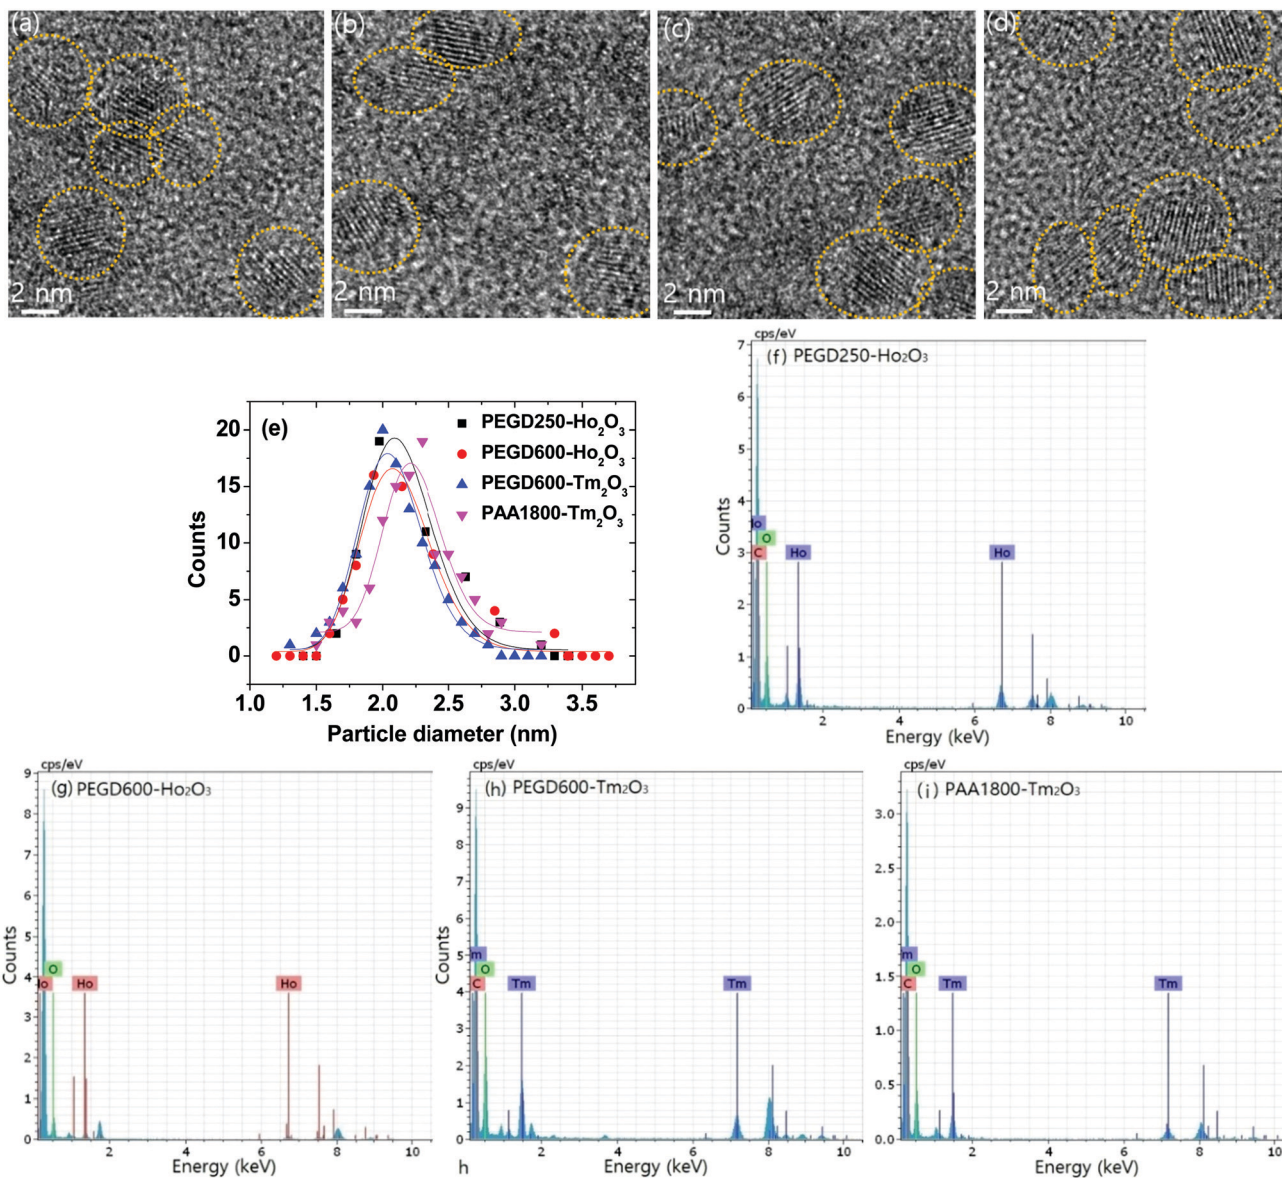 (a)
(b)
(c)
(d)
2 nm
2 nm
2 nm
2 nm
(e)
PEGD250-Ho₂O₃
PEGD600-Ho₂O₃
PEGD600-Tm₂O₃
PAA1800-Tm₂O₃
20
15
10
5
0
Counts
1.0 1.5 2.0 2.5 3.0 3.5
Particle diameter (nm)
cps/eV
(f) PEGD250-Ho₂O₃
7
6
5
4
3
2
1
0
Counts
O
C
Ho
Ho
2 4 6 8 10
Energy (keV)
cps/eV
(g) PEGD600-Ho₂O₃
9
8
7
6
5
4
3
2
1
0
Counts
O
Ho
Ho
2 4 6 8 10
Energy (keV)
cps/eV
(h) PEGD600-Tm₂O₃
9
8
7
6
5
4
3
2
1
0
Counts
m
O
C
Tm
Tm
2 4 6 8 10
Energy (keV)
h
cps/eV
(i) PAA1800-Tm₂O₃
3.0
2.5
2.0
1.5
1.0
0.5
0.0
Counts
m
O
C
Tm
Tm
2 4 6 8 10
Energy (keV)